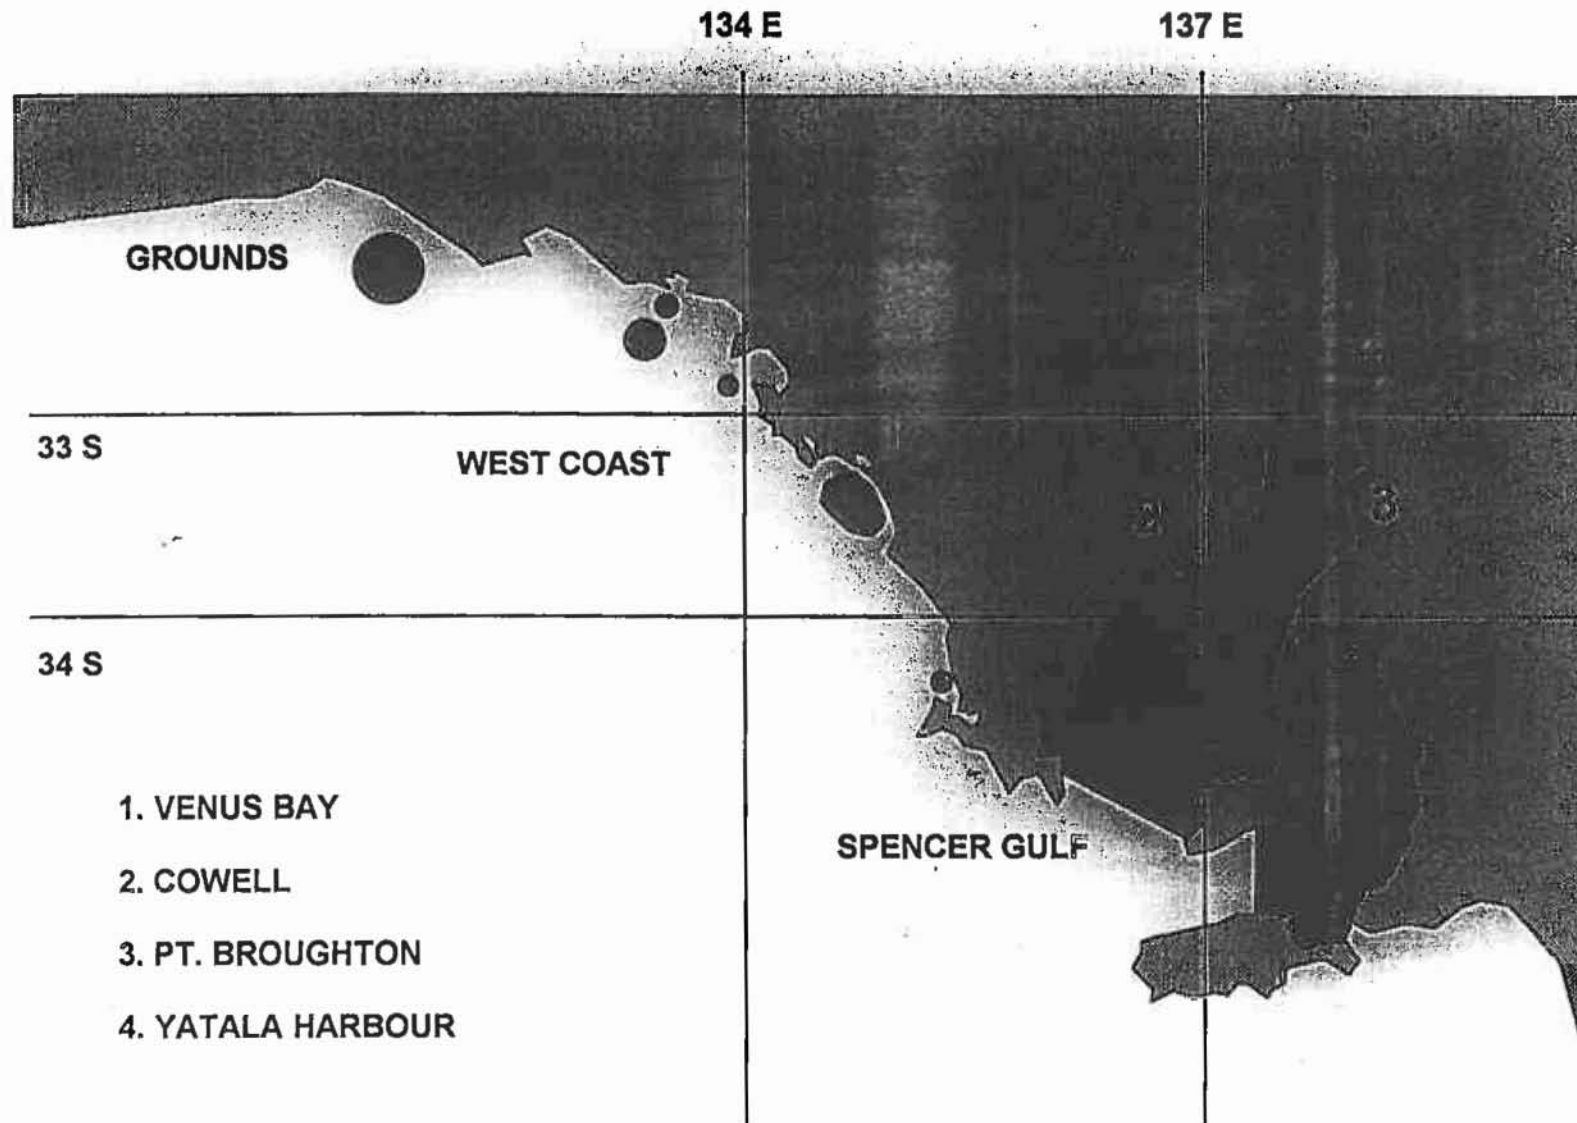 134 E
137 E
GROUNDS
33 S
WEST COAST
2
3
34 S
SPENCER GULF
1. VENUS BAY
2. COWELL
3. PT. BROUGHTON
4. YATALA HARBOUR